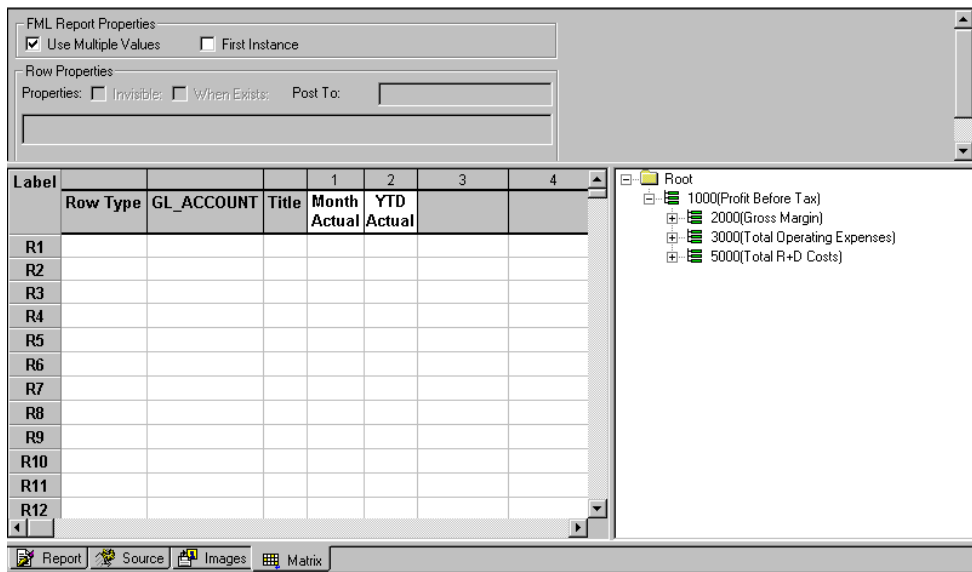 FML Report Properties
Use Multiple Values First Instance
Row Properties
Properties: Invisible: When Exists: Post To:
Label 1 2 3 4
Row Type GL_ACCOUNT Title Month Actual YTD Actual
R1
R2
R3
R4
R5
R6
R7
R8
R9
R10
R11
R12
Root
1000(Profit Before Tax)
2000(Gross Margin)
3000(Total Operating Expenses)
5000(Total R+D Costs)
Report Source Images Matrix